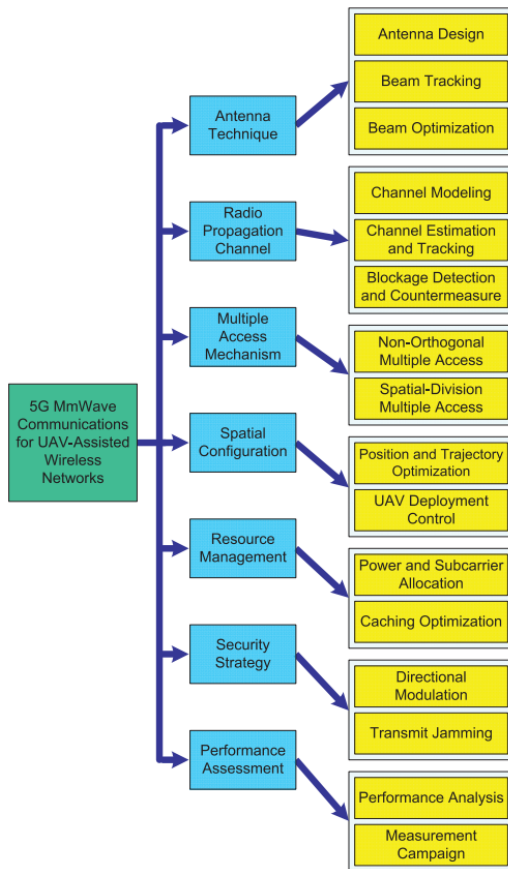 5G MmWave
Communications
for UAV-Assisted
Wireless
Networks
Antenna
Technique
Antenna Design
Beam Tracking
Beam Optimization
Radio
Propagation
Channel
Channel Modeling
Channel Estimation
and Tracking
Blockage Detection
and Countermeasure
Multiple
Access
Mechanism
Non-Orthogonal
Multiple Access
Spatial-Division
Multiple Access
Spatial
Configuration
Position and Trajectory
Optimization
UAV Deployment
Control
Resource
Management
Power and Subcarrier
Allocation
Caching Optimization
Security
Strategy
Directional
Modulation
Transmit Jamming
Performance
Assessment
Performance Analysis
Measurement
Campaign